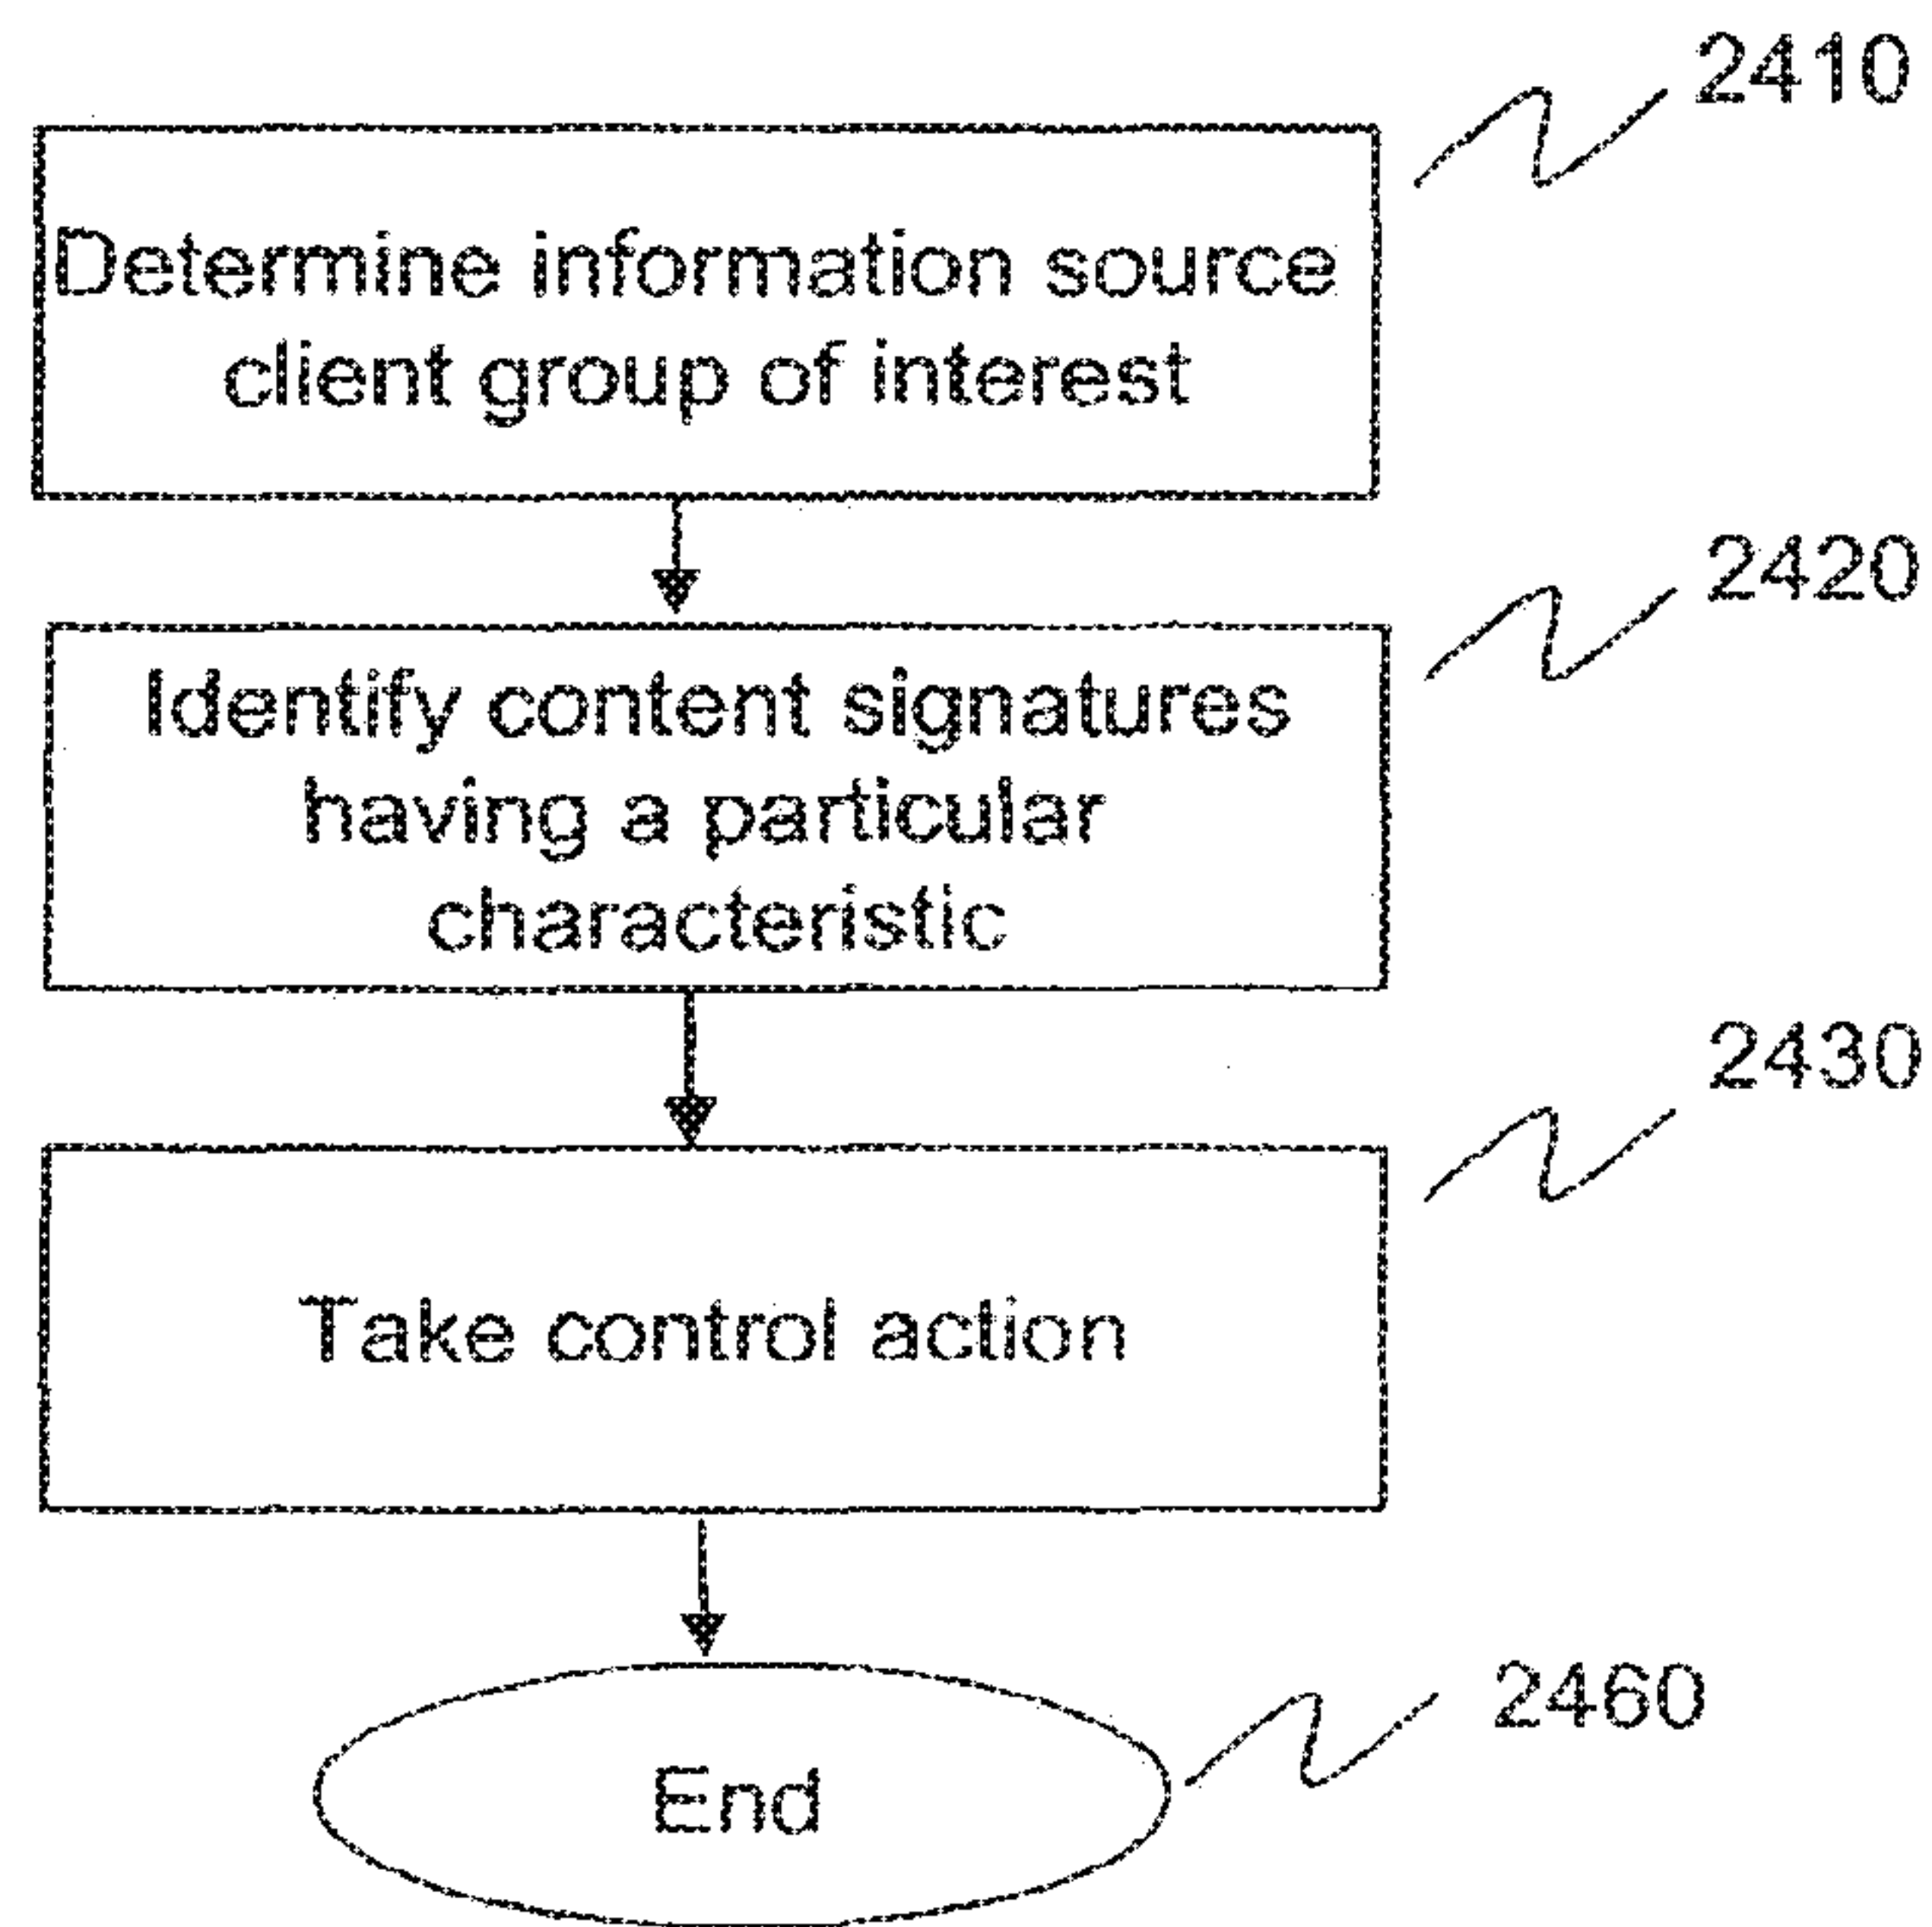 2410
Determine information source
client group of interest
2420
Identify content signatures
having a particular
characteristic
2430
Take control action
2460
End